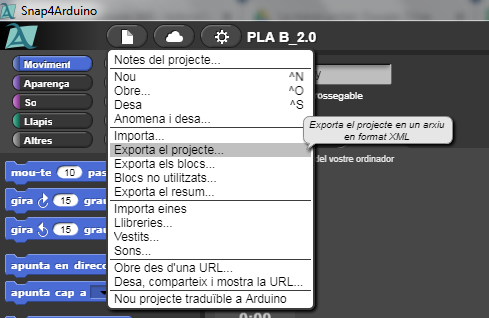 Snap4Arduino
PLA B_2.0
Notes del projecte...
Nou ^N
Obre... ^O
Desa ^S
Anomena i desa...
Importa...
Exporta el projecte...
Exporta els blocs...
Blocs no utilitzats...
Exporta el resum...
Importa eines
Llibreries...
Vestits...
Sons...
Obre des d'una URL...
Desa, comparteix i mostra la URL...
Nou projecte traduïble a Arduino
Exporta el projecte en un arxiu
en format XML
rossegable
del vostre ordinador
Moviment
Aparença
So
Llapis
Altres
mou-te 10 pas
gira 15 grau
gira 15 grau
apunta en direc
apunta cap a